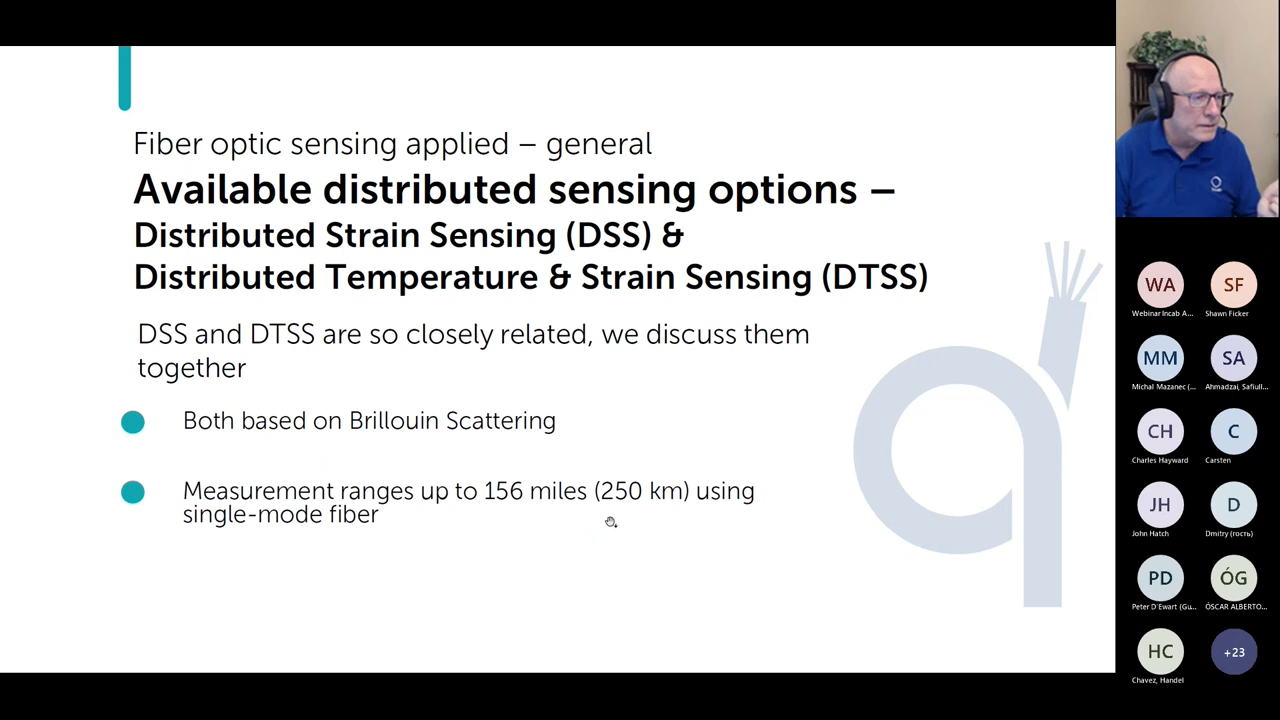 Fiber optic sensing applied – general
Available distributed sensing options –
Distributed Strain Sensing (DSS) &
Distributed Temperature & Strain Sensing (DTSS)
DSS and DTSS are so closely related, we discuss them
together
Both based on Brillouin Scattering
Measurement ranges up to 156 miles (250 km) using
single-mode fiber
WA
Webinar Incab A...
SF
Shawn Ficker
MM
Michal Mazanec (...
SA
Ahmadzai, Safiull...
CH
Charles Hayward
C
Carsten
JH
John Hatch
D
Dmitry (гость)
PD
Peter D'Ewart (Gu...
ÓG
ÓSCAR ALBERTO...
HC
Chavez, Handel
+23